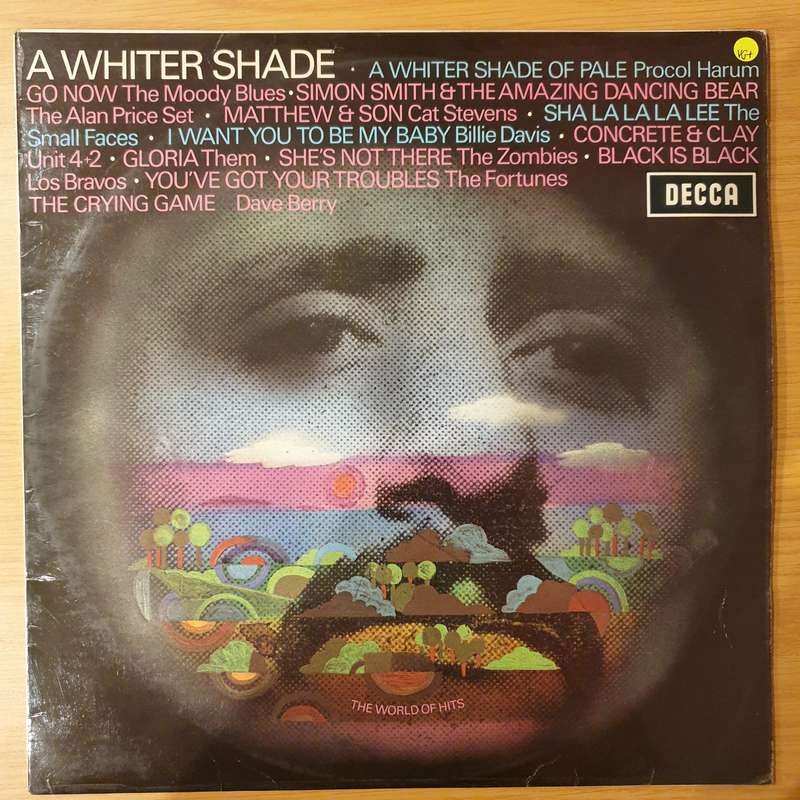 VG+
A WHITER SHADE · A WHITER SHADE OF PALE Procol Harum
GO NOW The Moody Blues · SIMON SMITH & THE AMAZING DANCING BEAR
The Alan Price Set · MATTHEW & SON Cat Stevens · SHA LA LA LA LEE The
Small Faces · I WANT YOU TO BE MY BABY Billie Davis · CONCRETE & CLAY
Unit 4+2 · GLORIA Them · SHE'S NOT THERE The Zombies · BLACK IS BLACK
Los Bravos · YOU'VE GOT YOUR TROUBLES The Fortunes
THE CRYING GAME Dave Berry
DECCA
THE WORLD OF HITS